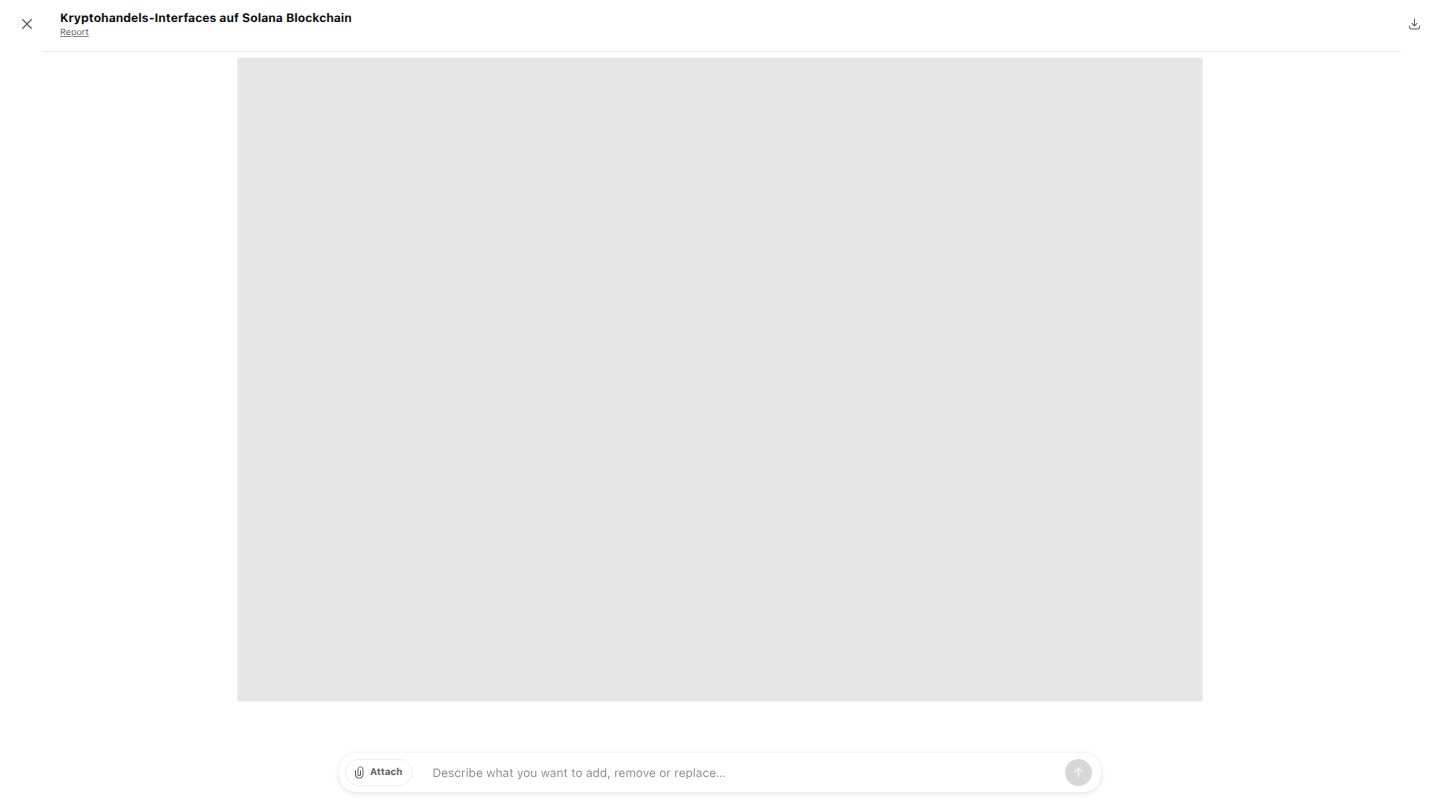 Kryptohandels-Interfaces auf Solana Blockchain
Report
Attach
Describe what you want to add, remove or replace...